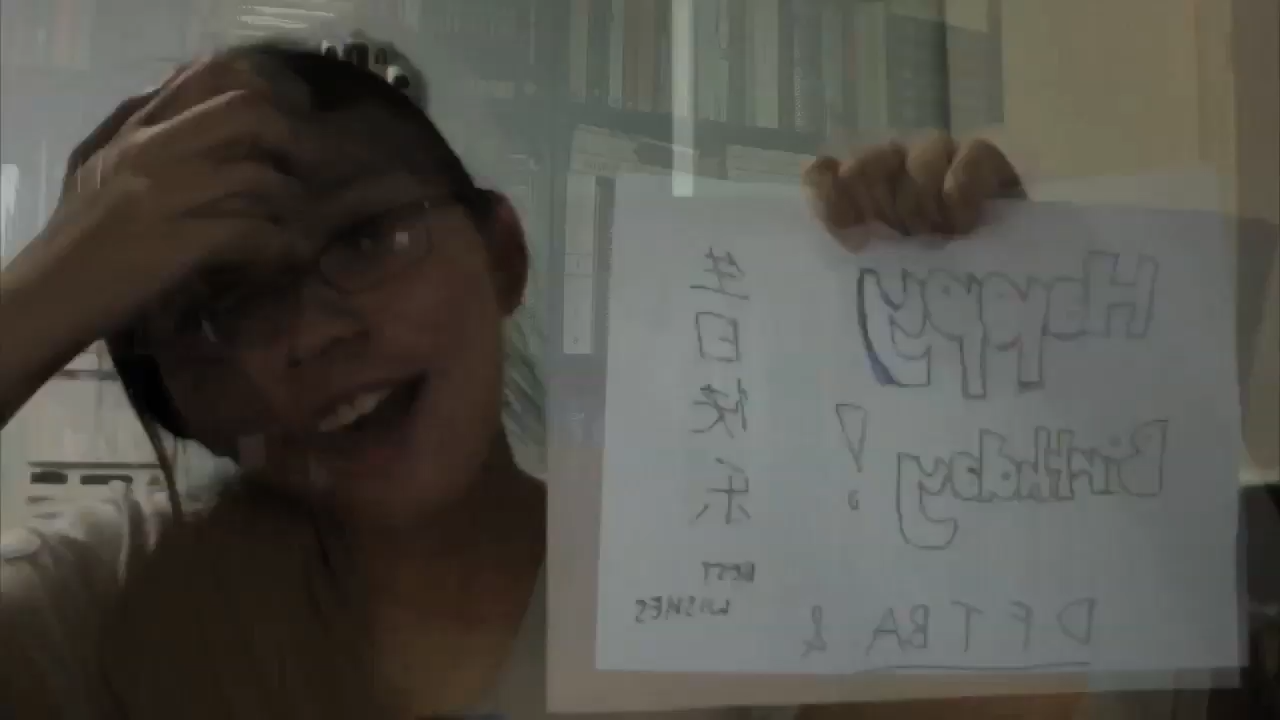 Happy
Birthday!
DFTBA &
BEST
WISHES
生日快乐